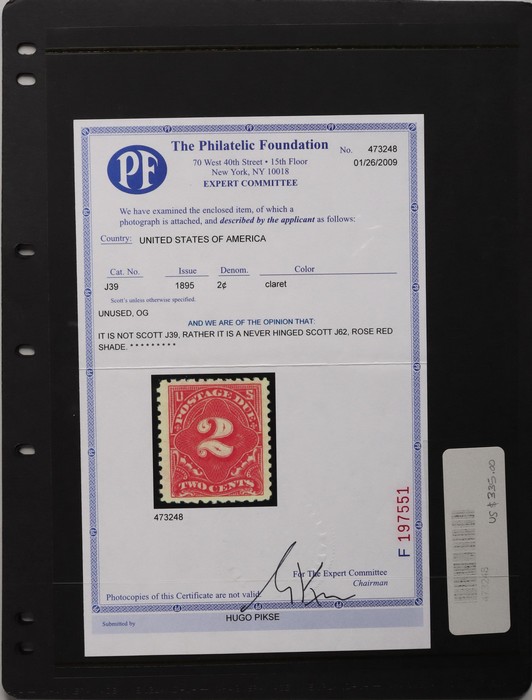 The Philatelic Foundation
70 West 40th Street • 15th Floor
New York, NY 10018
EXPERT COMMITTEE
No. 473248
01/26/2009
PF
We have examined the enclosed item, of which a
photograph is attached, and described by the applicant as follows:
Country: UNITED STATES OF AMERICA
Cat. No. Issue Denom. Color
J39 1895 2¢ claret
Scott's unless otherwise specified.
UNUSED, OG
AND WE ARE OF THE OPINION THAT:
IT IS NOT SCOTT J39, RATHER IT IS A NEVER HINGED SCOTT J62, ROSE RED
SHADE. * * * * * * * * *
U S
POSTAGE DUE
2
TWO CENTS
473248
F 197551
US $ 335.00
473248
For The Expert Committee
Chairman
Photocopies of this Certificate are not valid.
HUGO PIKSE
Submitted by